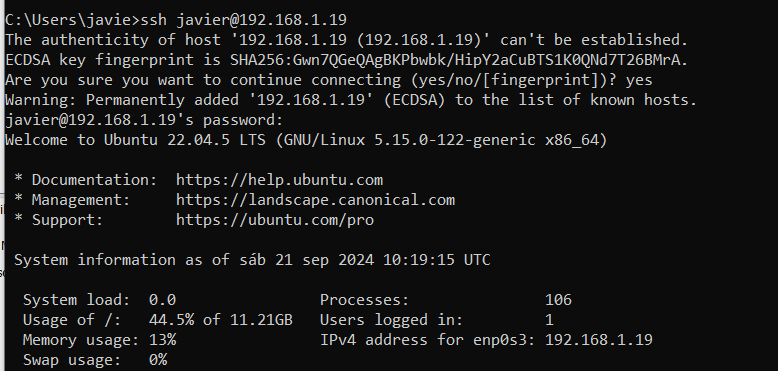 C:\Users\javie>ssh javier@192.168.1.19
The authenticity of host '192.168.1.19 (192.168.1.19)' can't be established.
ECDSA key fingerprint is SHA256:Gwn7QGeQAgBKPbwbk/HipY2aCuBTS1K0QNd7T26BMrA.
Are you sure you want to continue connecting (yes/no/[fingerprint])? yes
Warning: Permanently added '192.168.1.19' (ECDSA) to the list of known hosts.
javier@192.168.1.19's password:
Welcome to Ubuntu 22.04.5 LTS (GNU/Linux 5.15.0-122-generic x86_64)
* Documentation:  https://help.ubuntu.com
* Management:     https://landscape.canonical.com
* Support:        https://ubuntu.com/pro
System information as of sáb 21 sep 2024 10:19:15 UTC
System load:  0.0                Processes:               106
Usage of /:   44.5% of 11.21GB   Users logged in:         1
Memory usage: 13%                IPv4 address for enp0s3: 192.168.1.19
Swap usage:   0%